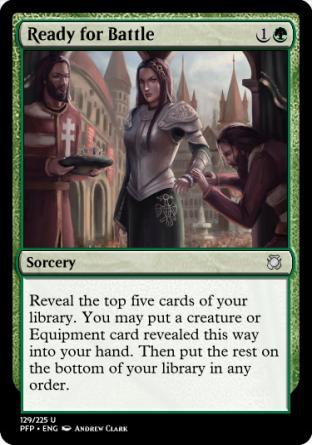 Ready for Battle 1
Sorcery
Reveal the top five cards of your
library. You may put a creature or
Equipment card revealed this way
into your hand. Then put the rest on
the bottom of your library in any
order.
129/225 U
PFP • ENG Andrew Clark